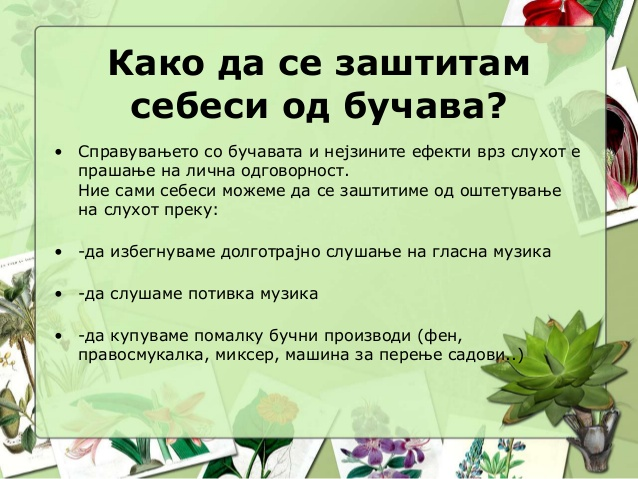 Како да се заштитам
себеси од бучава?
• Справувањето со бучавата и нејзините ефекти врз слухот е
прашање на лична одговорност.
Ние сами себеси можеме да се заштитиме од оштетување
на слухот преку:
• -да избегнуваме долготрајно слушање на гласна музика
• -да слушаме потивка музика
• -да купуваме помалку бучни производи (фен,
правосмукалка, миксер, машина за перење садови..)